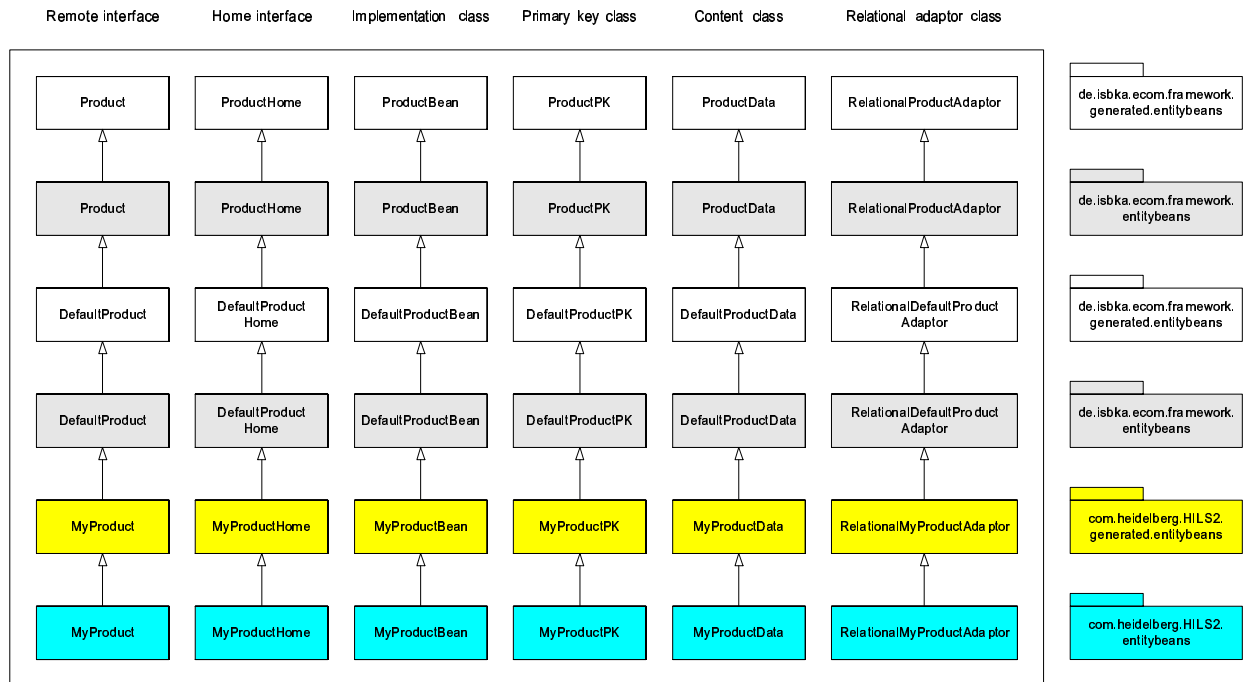 Remote interface
Home interface
Implementation class
Primary key class
Content class
Relational adaptor class
Product
ProductHome
ProductBean
ProductPK
ProductData
RelationalProductAdaptor
de.isbka.ecom.framework.
generated.entitybeans
Product
ProductHome
ProductBean
ProductPK
ProductData
RelationalProductAdaptor
de.isbka.ecom.framework.
entitybeans
DefaultProduct
DefaultProduct
Home
DefaultProductBean
DefaultProductPK
DefaultProductData
RelationalDefaultProduct
Adaptor
de.isbka.ecom.framework.
generated.entitybeans
DefaultProduct
DefaultProduct
Home
DefaultProductBean
DefaultProductPK
DefaultProductData
RelationalDefaultProduct
Adaptor
de.isbka.ecom.framework.
entitybeans
MyProduct
MyProductHome
MyProductBean
MyProductPK
MyProductData
RelationalMyProductAdaptor
com.heidelberg.HILS2.
generated.entitybeans
MyProduct
MyProductHome
MyProductBean
MyProductPK
MyProductData
RelationalMyProductAdaptor
com.heidelberg.HILS2.
entitybeans